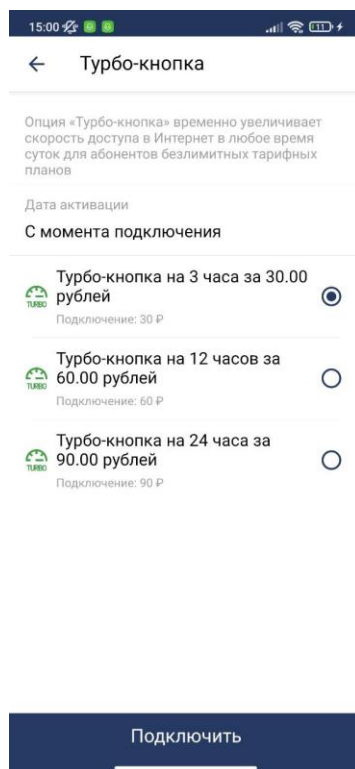 15:00
Турбо-кнопка
Опция «Турбо-кнопка» временно увеличивает
скорость доступа в Интернет в любое время
суток для абонентов безлимитных тарифных
планов
Дата активации
С момента подключения
Турбо-кнопка на 3 часа за 30.00
рублей
TURBO
Подключение: 30 ₽
Турбо-кнопка на 12 часов за
60.00 рублей
TURBO
Подключение: 60 ₽
Турбо-кнопка на 24 часа за
90.00 рублей
TURBO
Подключение: 90 ₽
Подключить